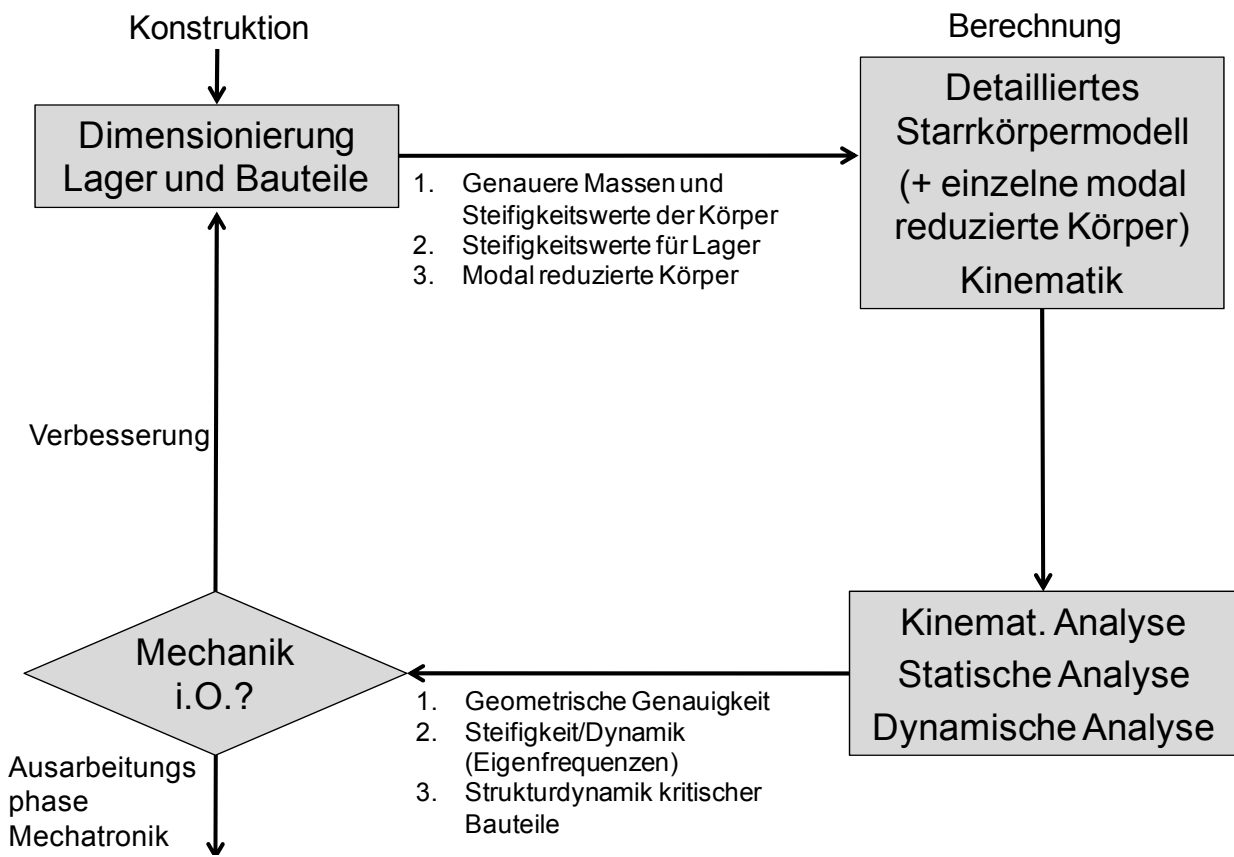 Konstruktion
Berechnung
Dimensionierung
Lager und Bauteile
1. Genauere Massen und
Steifigkeitswerte der Körper
2. Steifigkeitswerte für Lager
3. Modal reduzierte Körper
Detailliertes
Starrkörpermodell
(+ einzelne modal
reduzierte Körper)
Kinematik
Verbesserung
Mechanik
i.O.?
1. Geometrische Genauigkeit
2. Steifigkeit/Dynamik
(Eigenfrequenzen)
3. Strukturdynamik kritischer
Bauteile
Kinemat. Analyse
Statische Analyse
Dynamische Analyse
Ausarbeitungs
phase
Mechatronik